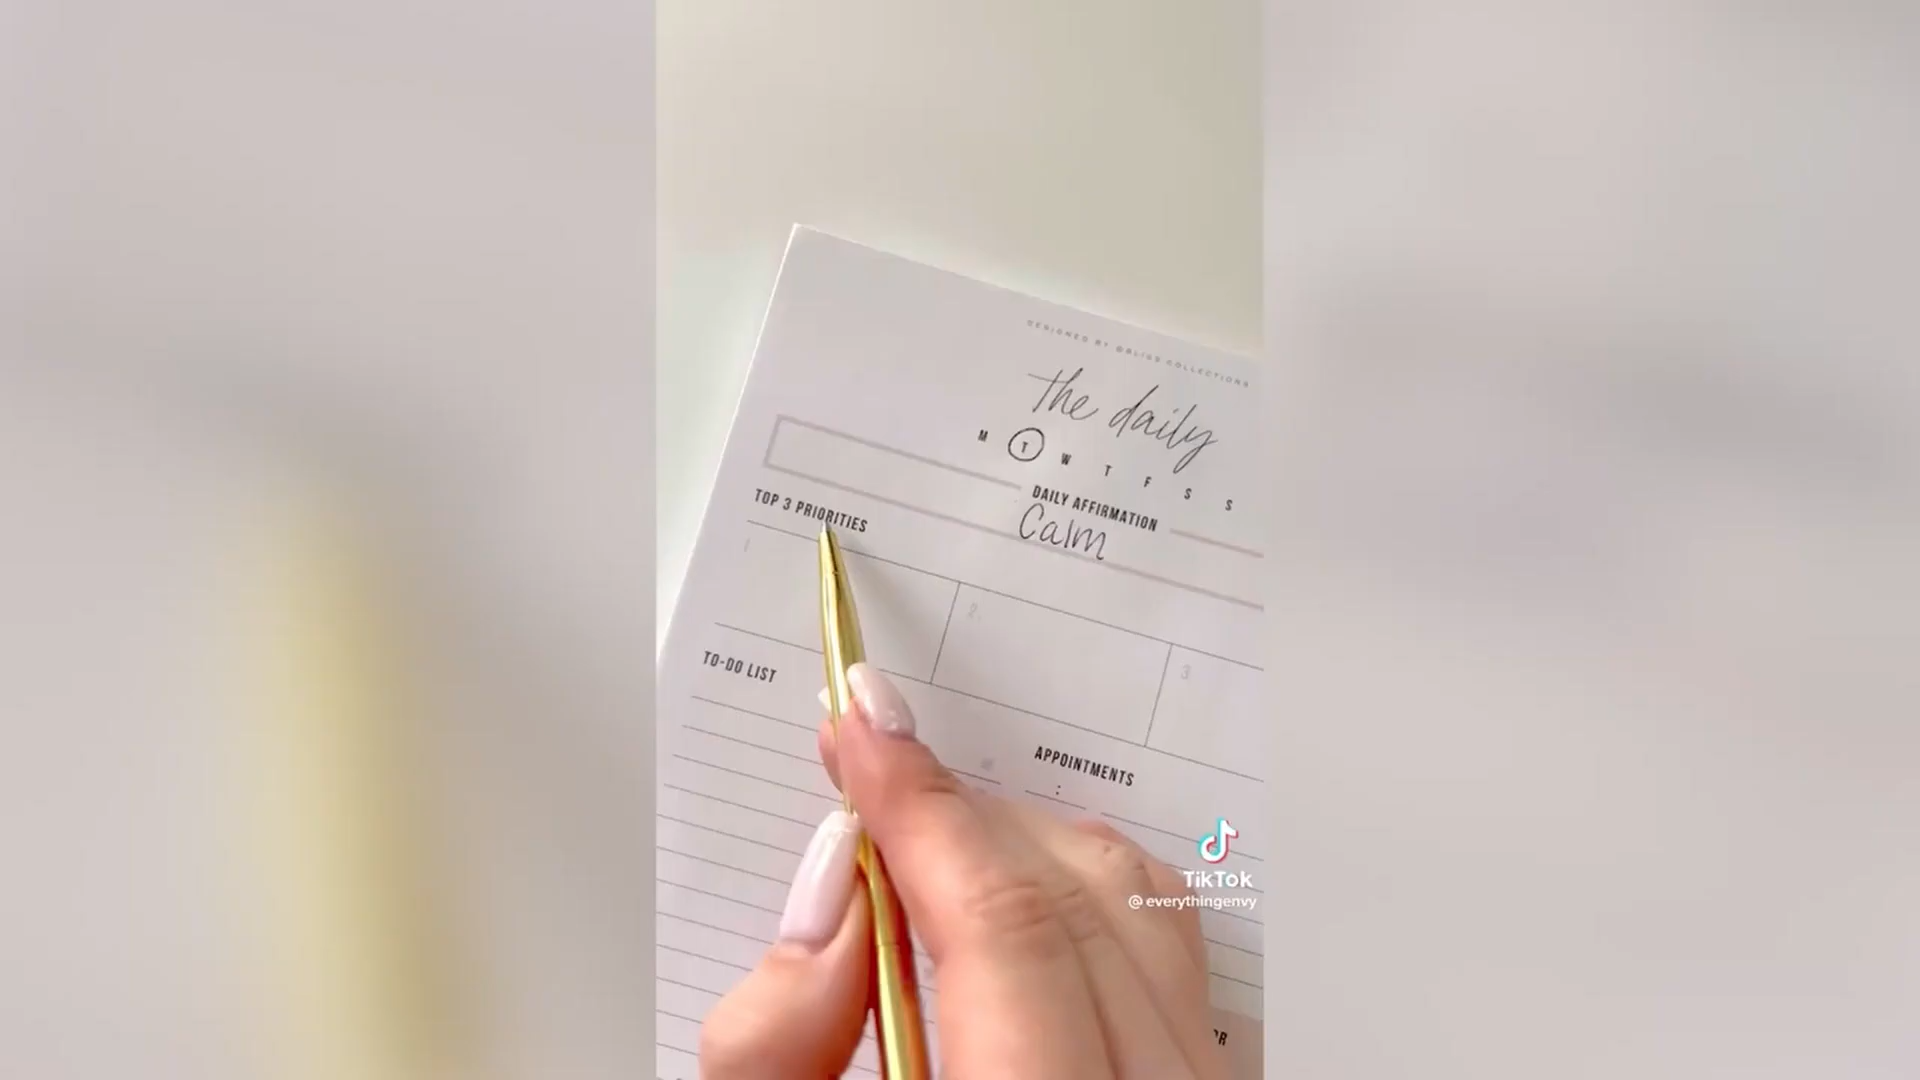 DESIGNED BY @BLISS COLLECTIONS
the daily
M T W T F S S
DAILY AFFIRMATION
Calm
TOP 3 PRIORITIES
1.
2.
3.
TO-DO LIST
APPOINTMENTS
:
TikTok
@everythingenvy